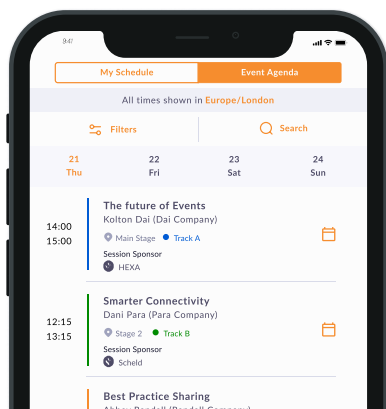 9:47
My Schedule Event Agenda
All times shown in Europe/London
Filters Search
21 22 23 24
Thu Fri Sat Sun
The future of Events
Kolton Dai (Dai Company)
14:00
15:00
Main Stage Track A
Session Sponsor
HEXA
Smarter Connectivity
Dani Para (Para Company)
12:15
13:15
Stage 2 Track B
Session Sponsor
Scheld
Best Practice Sharing